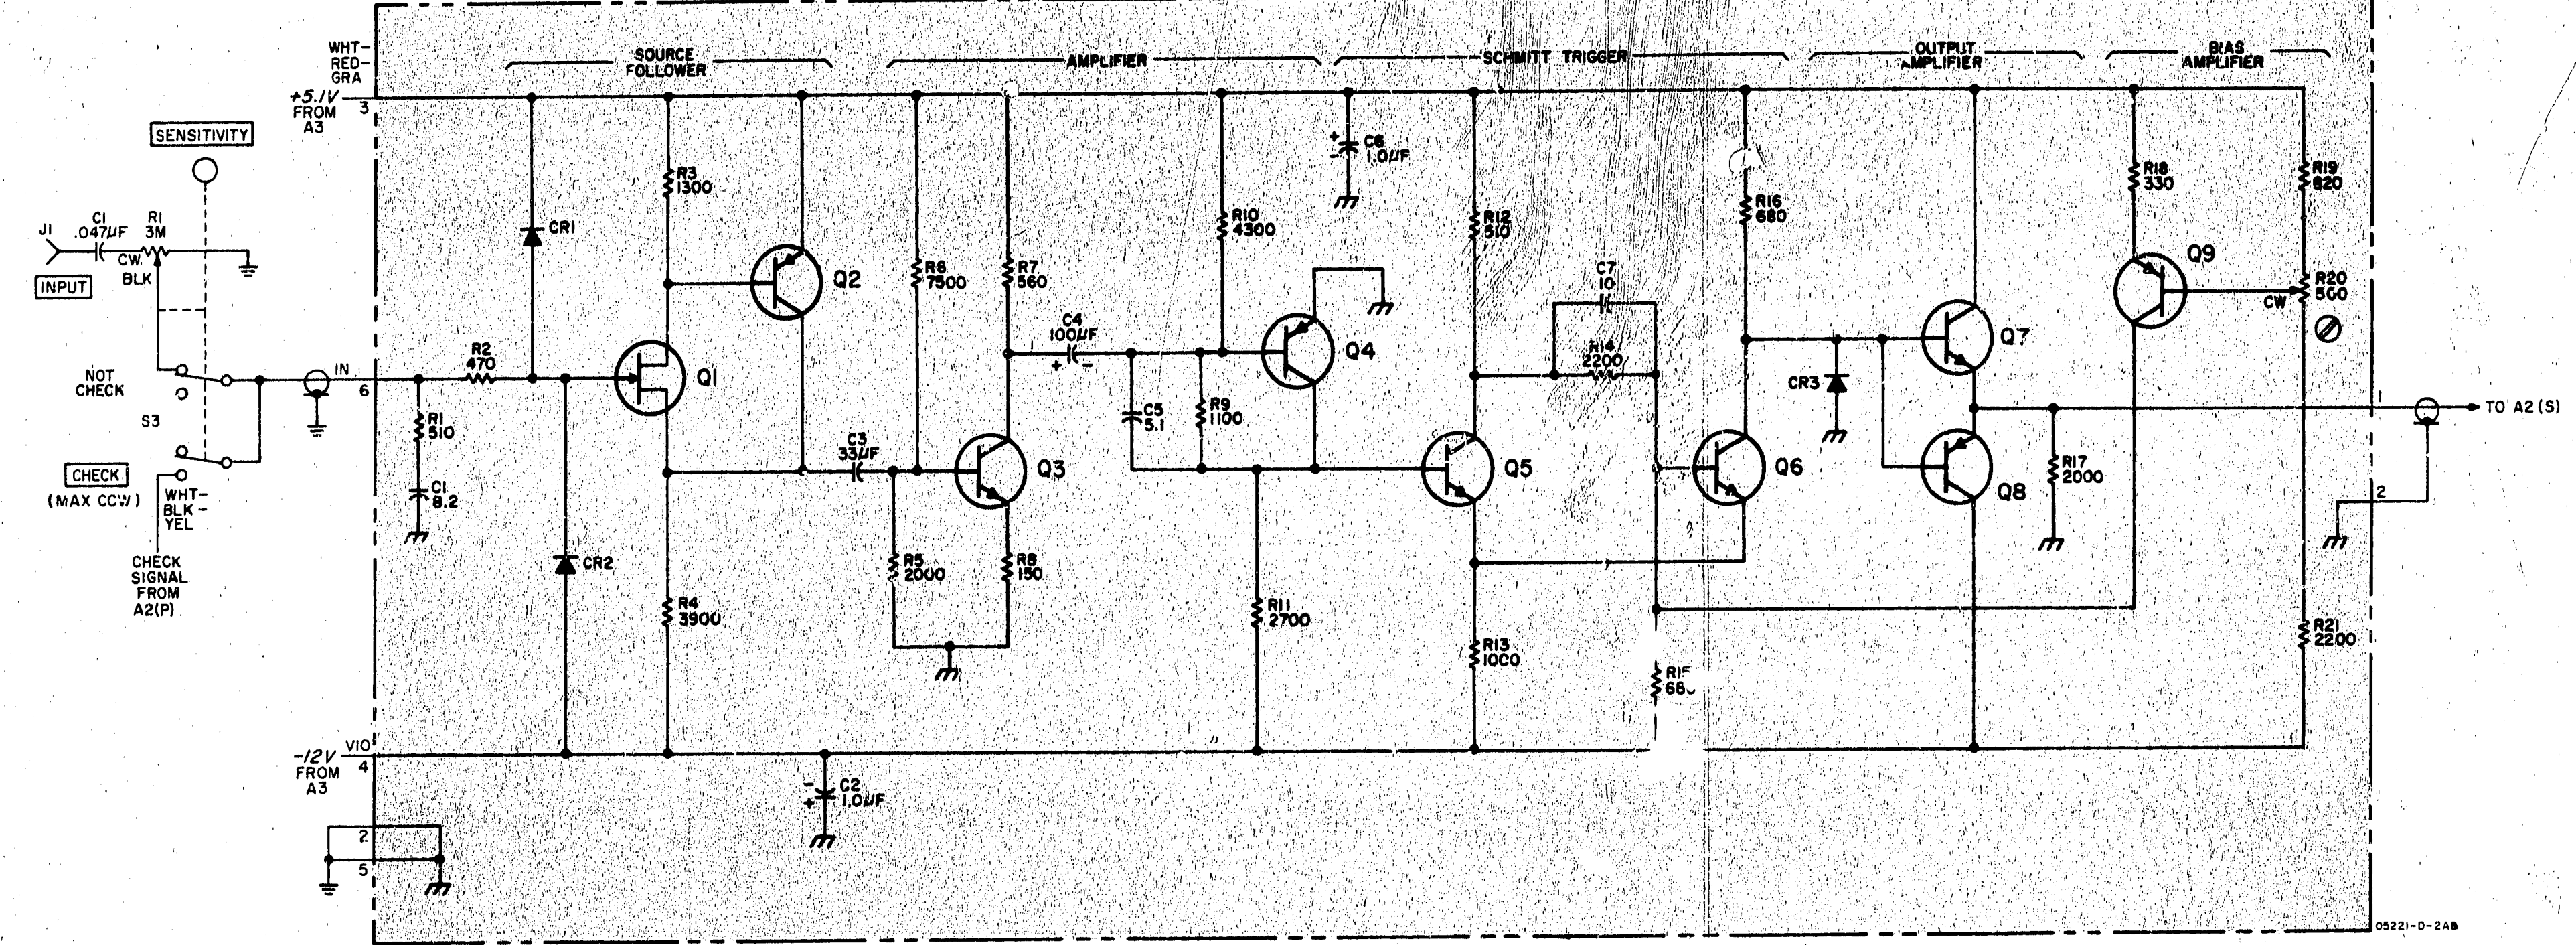 WHT-
RED-
GRA
+5.1V
FROM
A3
3
SOURCE
FOLLOWER
AMPLIFIER
SCHMITT TRIGGER
OUTPUT
AMPLIFIER
BIAS
AMPLIFIER
SENSITIVITY
J1
C1
.047µF
R1
3M
CW
BLK
INPUT
NOT
CHECK
S3
CHECK
(MAX CCW)
WHT-
BLK-
YEL
CHECK
SIGNAL
FROM
A2(P)
IN
6
R1
510
C1
8.2
R2
470
CR1
CR2
R3
1300
Q1
Q2
R4
3900
C3
33µF
R6
7500
R5
2000
R7
560
Q3
R8
150
C4
100µF
+ -
C5
5.1
R9
1100
R10
4300
Q4
R11
2700
C6
1.0µF
+
-
R12
510
Q5
R13
1000
C7
10
R14
2200
R16
680
Q6
CR3
Q7
Q8
R17
2000
R18
330
Q9
R19
820
R20
500
CW
R21
2200
1
TO A2 (S)
2
-12V
FROM
A3
VIO
4
-
+
C2
1.0µF
2
5